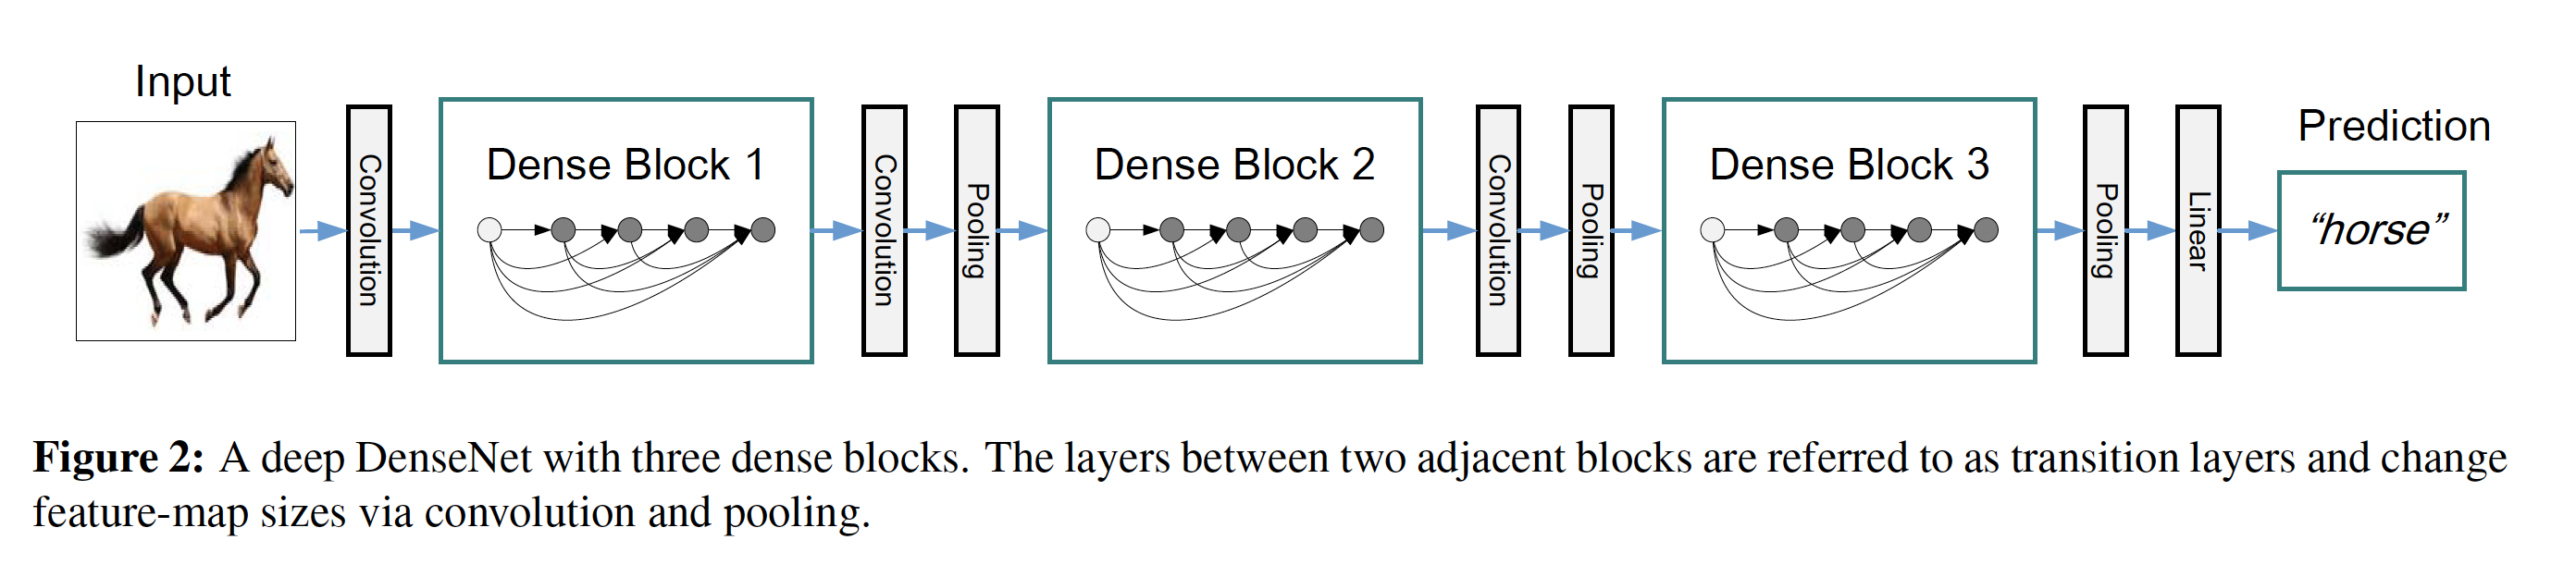 Input
Convolution
Dense Block 1
Convolution
Pooling
Dense Block 2
Convolution
Pooling
Dense Block 3
Pooling
Linear
Prediction
“horse”
Figure 2: A deep DenseNet with three dense blocks. The layers between two adjacent blocks are referred to as transition layers and change
feature-map sizes via convolution and pooling.